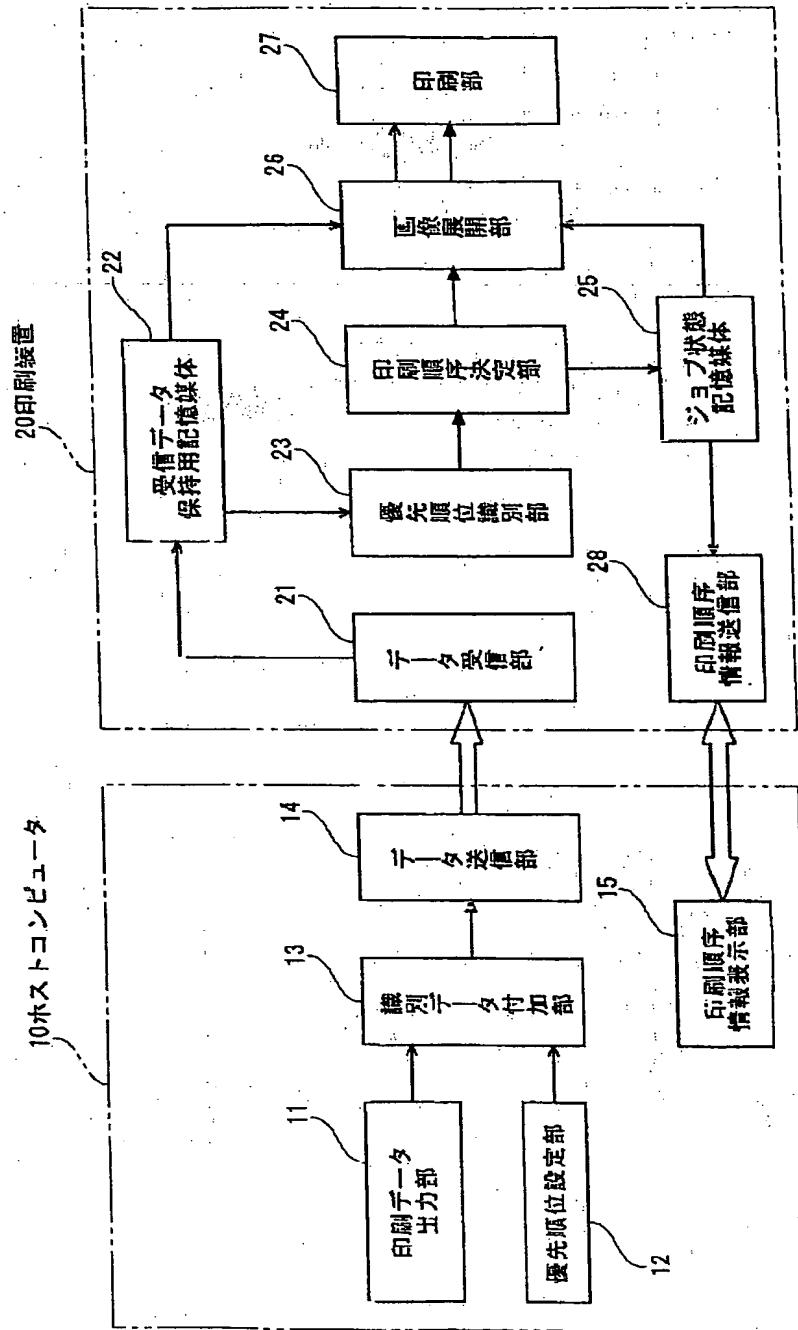 10ホストコンピュータ
11
印刷データ
出力部
12
優先順位設定部
13
識別データ付加部
14
データ送信部
15
印刷順序
情報表示部
20印刷装置
21
データ受信部
22
受信データ
保持用記憶媒体
23
優先順位識別部
24
印刷順序決定部
25
ジョブ状態
記憶媒体
26
画像展開部
27
印刷部
28
印刷順序
情報送信部